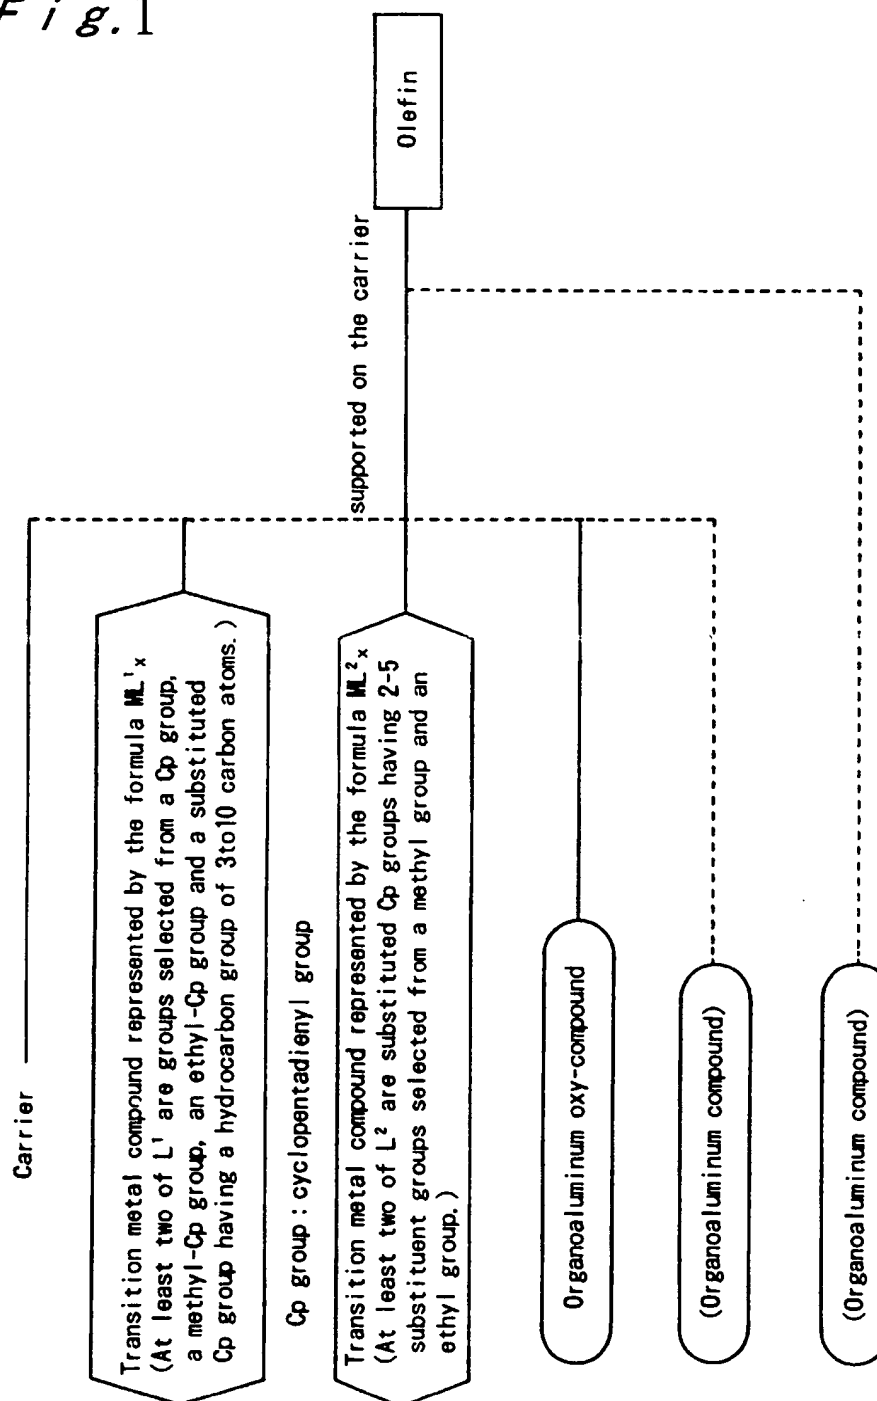 Fig.1
Carrier
Transition metal compound represented by the formula ML¹x
(At least two of L¹ are groups selected from a Cp group,
a methyl-Cp group, an ethyl-Cp group and a substituted
Cp group having a hydrocarbon group of 3to10 carbon atoms.)
Cp group : cyclopentadienyl group
Transition metal compound represented by the formula ML²x
(At least two of L² are substituted Cp groups having 2-5
substituent groups selected from a methyl group and an
ethyl group.)
supported on the carrier
Olefin
Organoaluminum oxy-compound
(Organoaluminum compound)
(Organoaluminum compound)